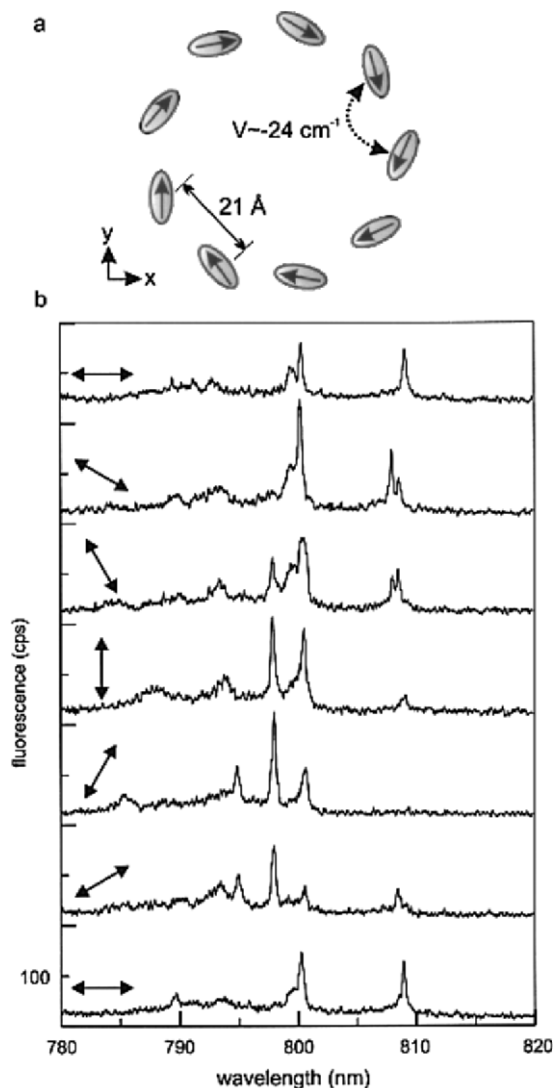 a
V~-24 cm⁻¹
21 Å
y
x
b
fluorescence (cps)
100
780 790 800 810 820
wavelength (nm)